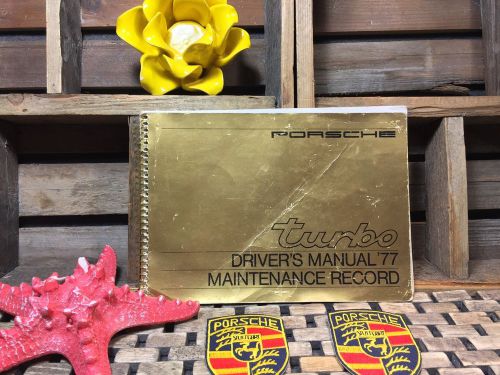 PORSCHE
turbo
DRIVER'S MANUAL '77
MAINTENANCE RECORD
PORSCHE
PORSCHE